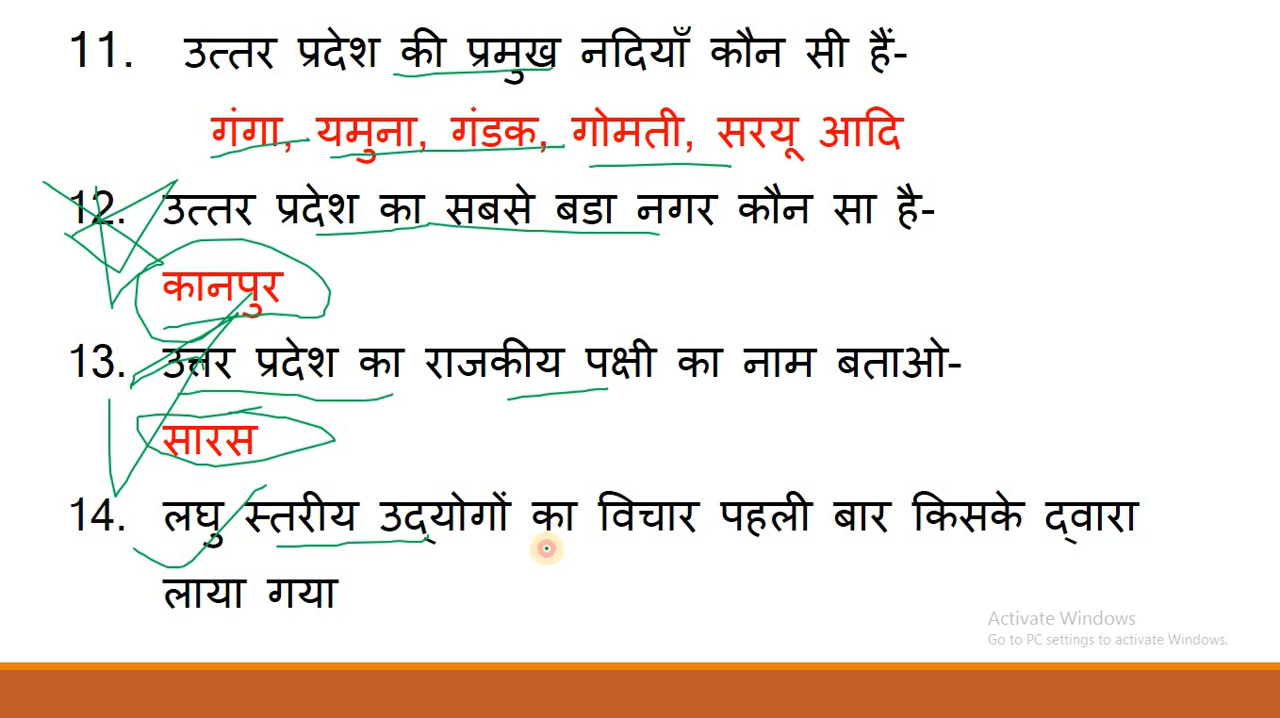 11. उत्तर प्रदेश की प्रमुख नदियाँ कौन सी हैं-
गंगा, यमुना, गंडक, गोमती, सरयू आदि
12. उत्तर प्रदेश का सबसे बडा नगर कौन सा है-
कानपुर
13. उत्तर प्रदेश का राजकीय पक्षी का नाम बताओ-
सारस
14. लघु स्तरीय उद्‌योगों का विचार पहली बार किसके द्‌वारा
लाया गया
Activate Windows
Go to PC settings to activate Windows.